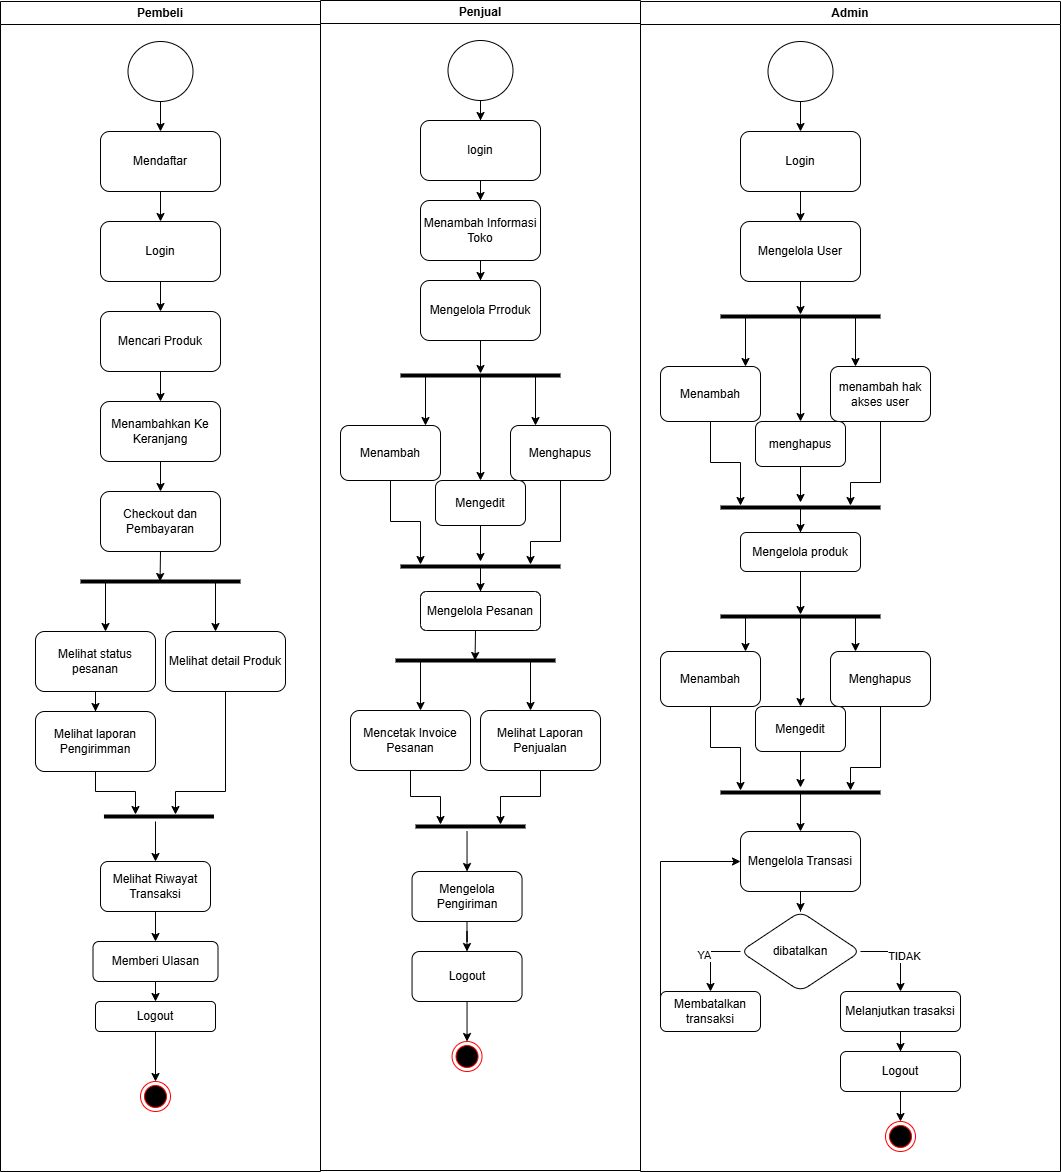 Pembeli
Mendaftar
Login
Mencari Produk
Menambahkan Ke
Keranjang
Checkout dan
Pembayaran
Melihat status
pesanan
Melihat detail Produk
Melihat laporan
Pengirimman
Melihat Riwayat
Transaksi
Memberi Ulasan
Logout
Penjual
login
Menambah Informasi
Toko
Mengelola Prroduk
Menambah
Menghapus
Mengedit
Mengelola Pesanan
Mencetak Invoice
Pesanan
Melihat Laporan
Penjualan
Mengelola
Pengiriman
Logout
Admin
Login
Mengelola User
Menambah
menambah hak
akses user
menghapus
Mengelola produk
Menambah
Menghapus
Mengedit
Mengelola Transasi
dibatalkan
YA
TIDAK
Membatalkan
transaksi
Melanjutkan trasaksi
Logout